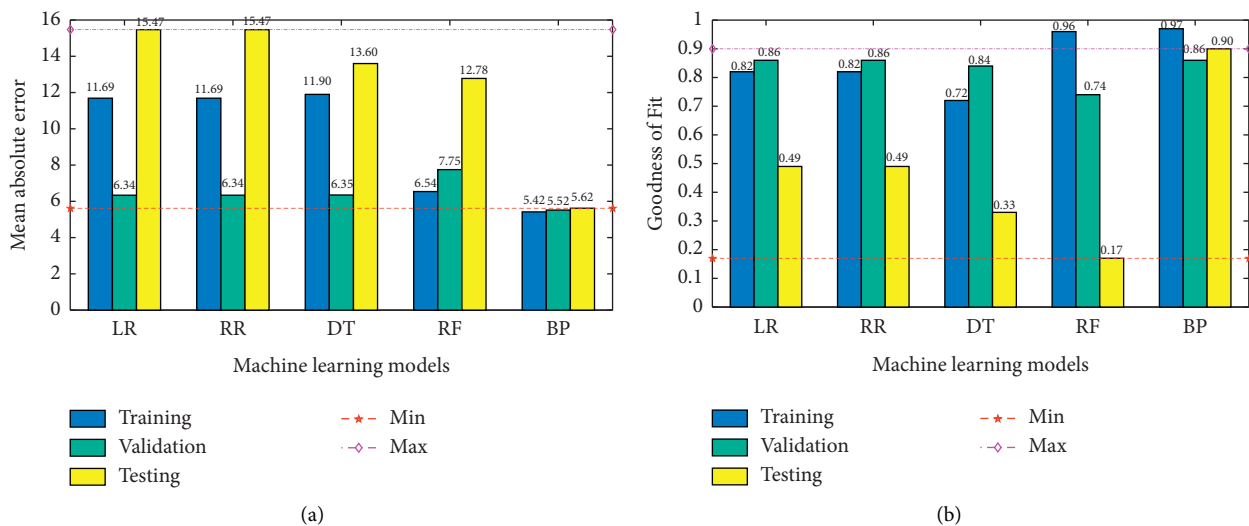 16
14
12
10
8
6
4
2
0
Mean absolute error
11.69
6.34
15.47
11.69
6.34
15.47
11.90
6.35
13.60
6.54
7.75
12.78
5.42
5.52
5.62
LR RR DT RF BP
Machine learning models
Training
Validation
Testing
Min
Max
(a)
1
0.9
0.8
0.7
0.6
0.5
0.4
0.3
0.2
0.1
0
Goodness of Fit
0.82
0.86
0.49
0.82
0.86
0.49
0.72
0.84
0.33
0.96
0.74
0.17
0.97
0.86
0.90
LR RR DT RF BP
Machine learning models
Training
Validation
Testing
Min
Max
(b)